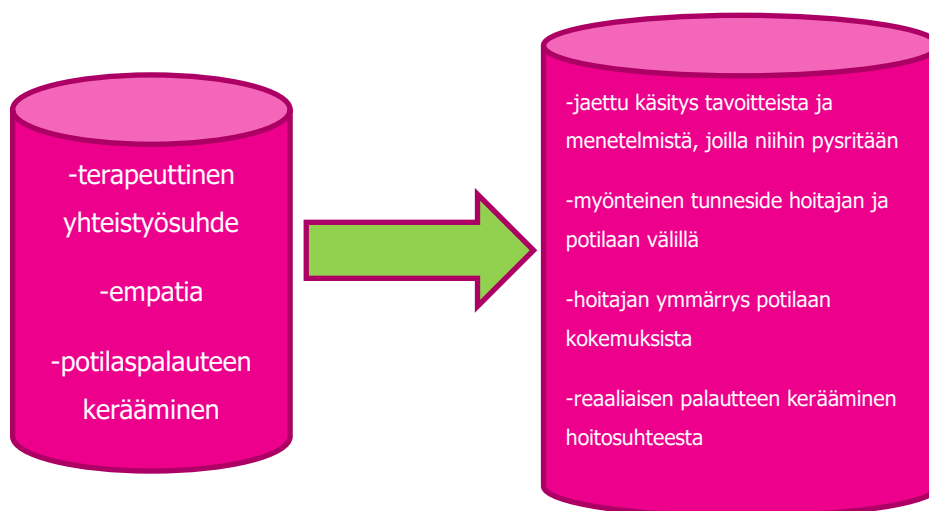 -terapeuttinen
yhteistyösuhde
-empatia
-potilaspalauteen
kerääminen
-jaettu käsitys tavoitteista ja
menetelmistä, joilla niihin pysritään
-myönteinen tunneside hoitajan ja
potilaan välillä
-hoitajan ymmärrys potilaan
kokemuksista
-reaaliaisen palautteen kerääminen
hoitosuhteesta